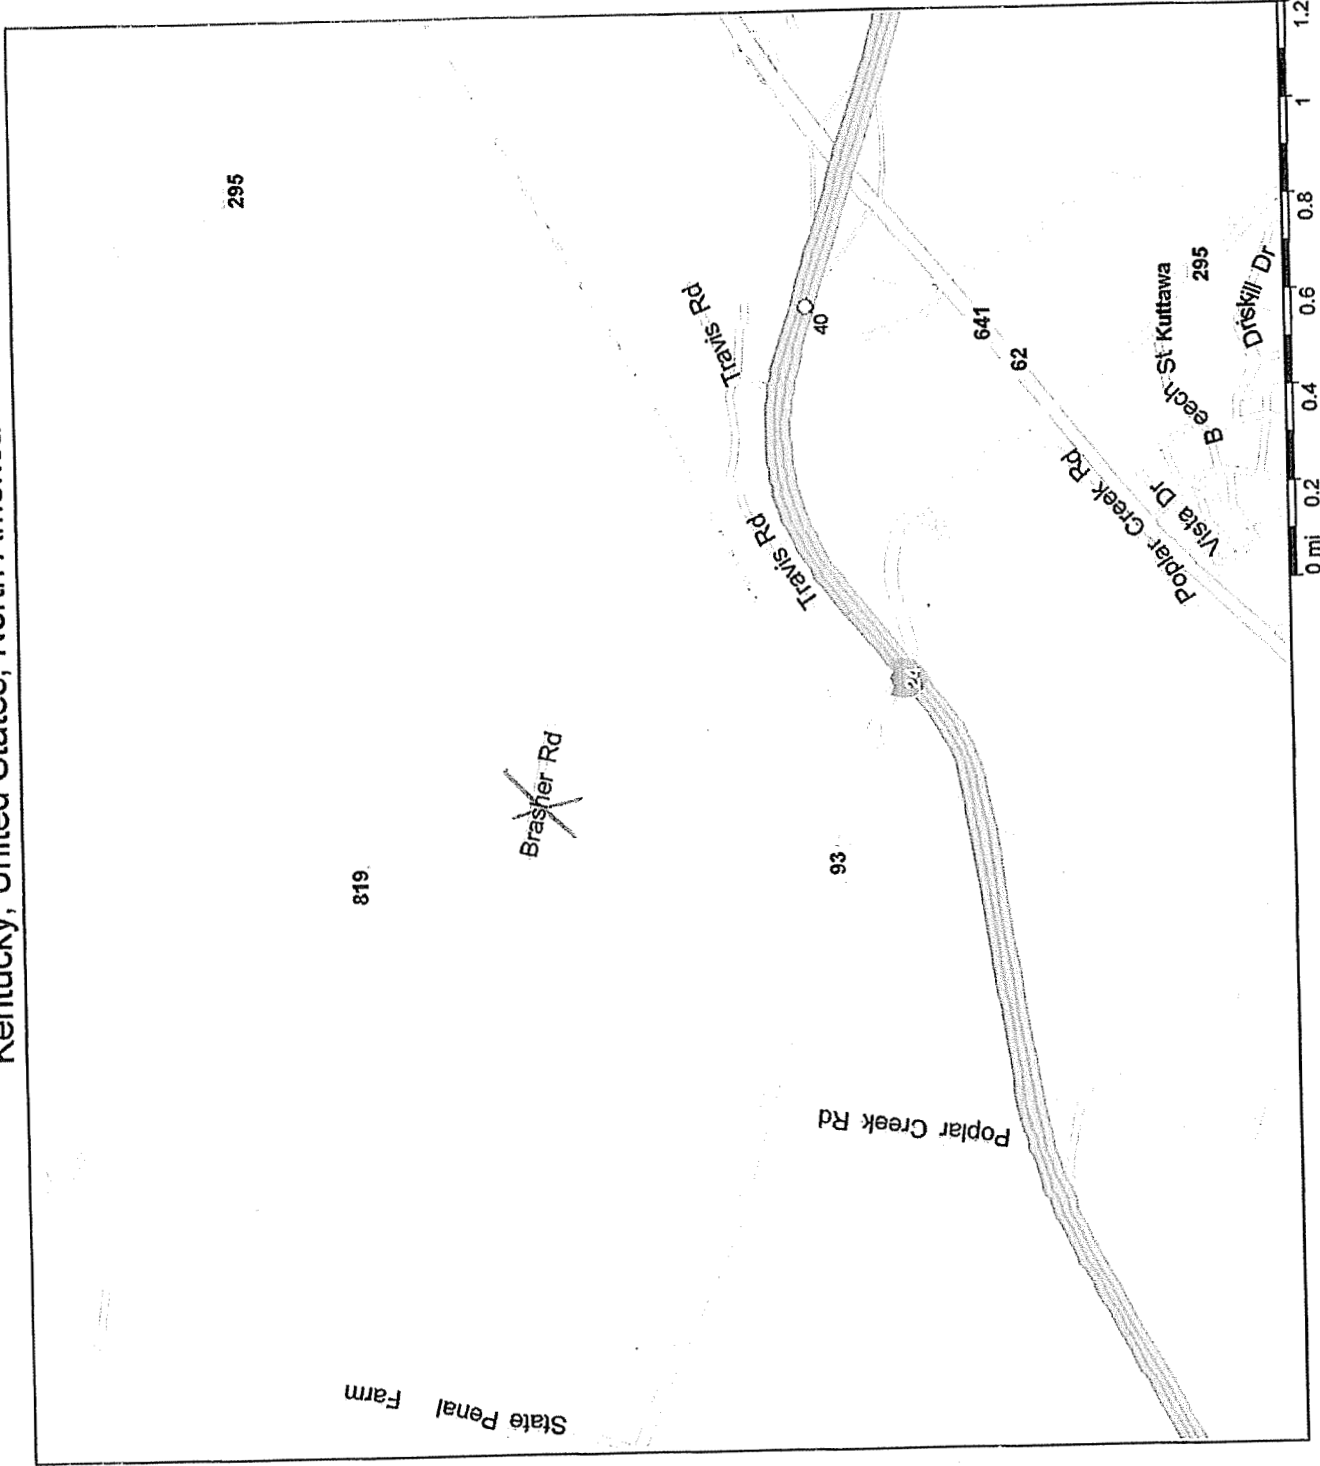 Kentucky, United States, North America
295
819
Brasher Rd
93
Travis Rd
Travis Rd
40
24
641
62
Poplar Creek Rd
Vista Dr
Beech St
Kuttawa
295
Driskill Dr
Poplar Creek Rd
State Penal
Farm
0 mi 0.2 0.4 0.6 0.8 1 1.2